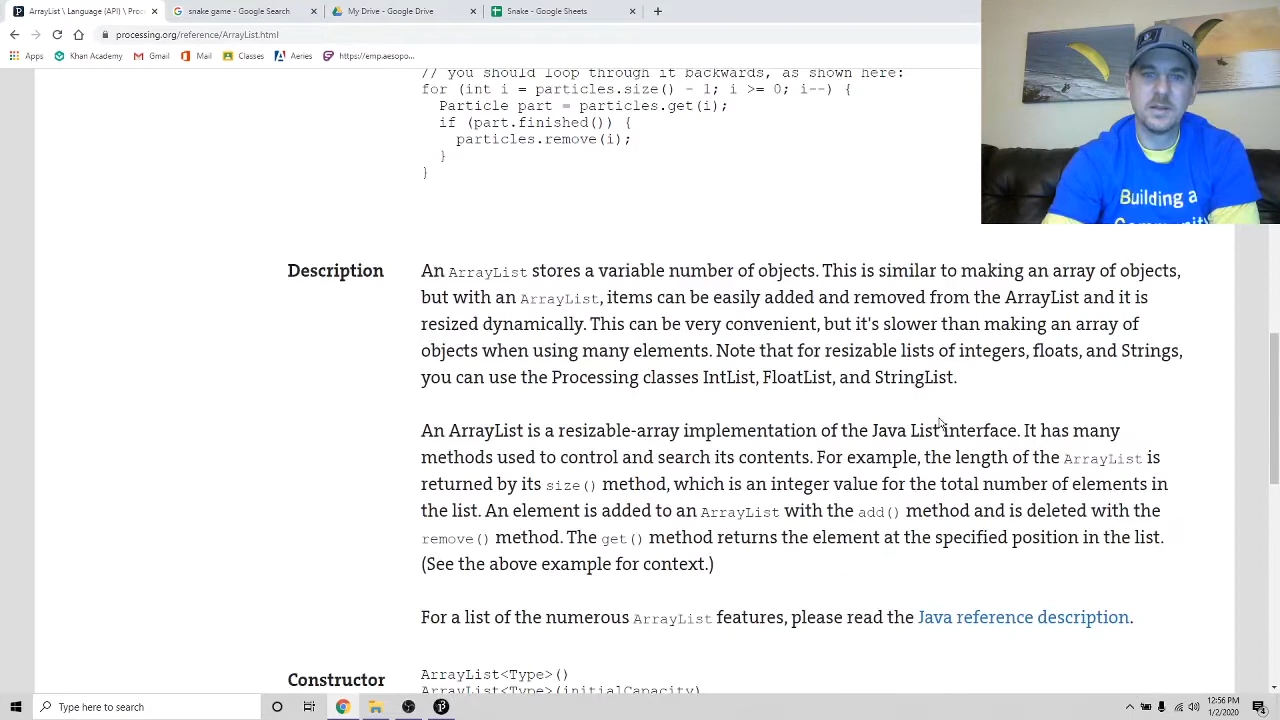 ArrayList \ Language (API) \ Proc
snake game - Google Search
My Drive - Google Drive
Snake - Google Sheets
processing.org/reference/ArrayList.html
Apps
Khan Academy
Gmail
Mail
Classes
Aeries
https://emp.aesopo...
// you should loop through it backwards, as shown here:
for (int i = particles.size() - 1; i >= 0; i--) {
Particle part = particles.get(i);
if (part.finished()) {
particles.remove(i);
}
}
Building a
Community
Description
An ArrayList stores a variable number of objects. This is similar to making an array of objects,
but with an ArrayList, items can be easily added and removed from the ArrayList and it is
resized dynamically. This can be very convenient, but it's slower than making an array of
objects when using many elements. Note that for resizable lists of integers, floats, and Strings,
you can use the Processing classes IntList, FloatList, and StringList.
An ArrayList is a resizable-array implementation of the Java List interface. It has many
methods used to control and search its contents. For example, the length of the ArrayList is
returned by its size() method, which is an integer value for the total number of elements in
the list. An element is added to an ArrayList with the add() method and is deleted with the
remove() method. The get() method returns the element at the specified position in the list.
(See the above example for context.)
For a list of the numerous ArrayList features, please read the Java reference description.
Constructor
ArrayList<Type>()
ArrayList<Type>(initialCapacity)
Type here to search
12:56 PM
1/2/2020